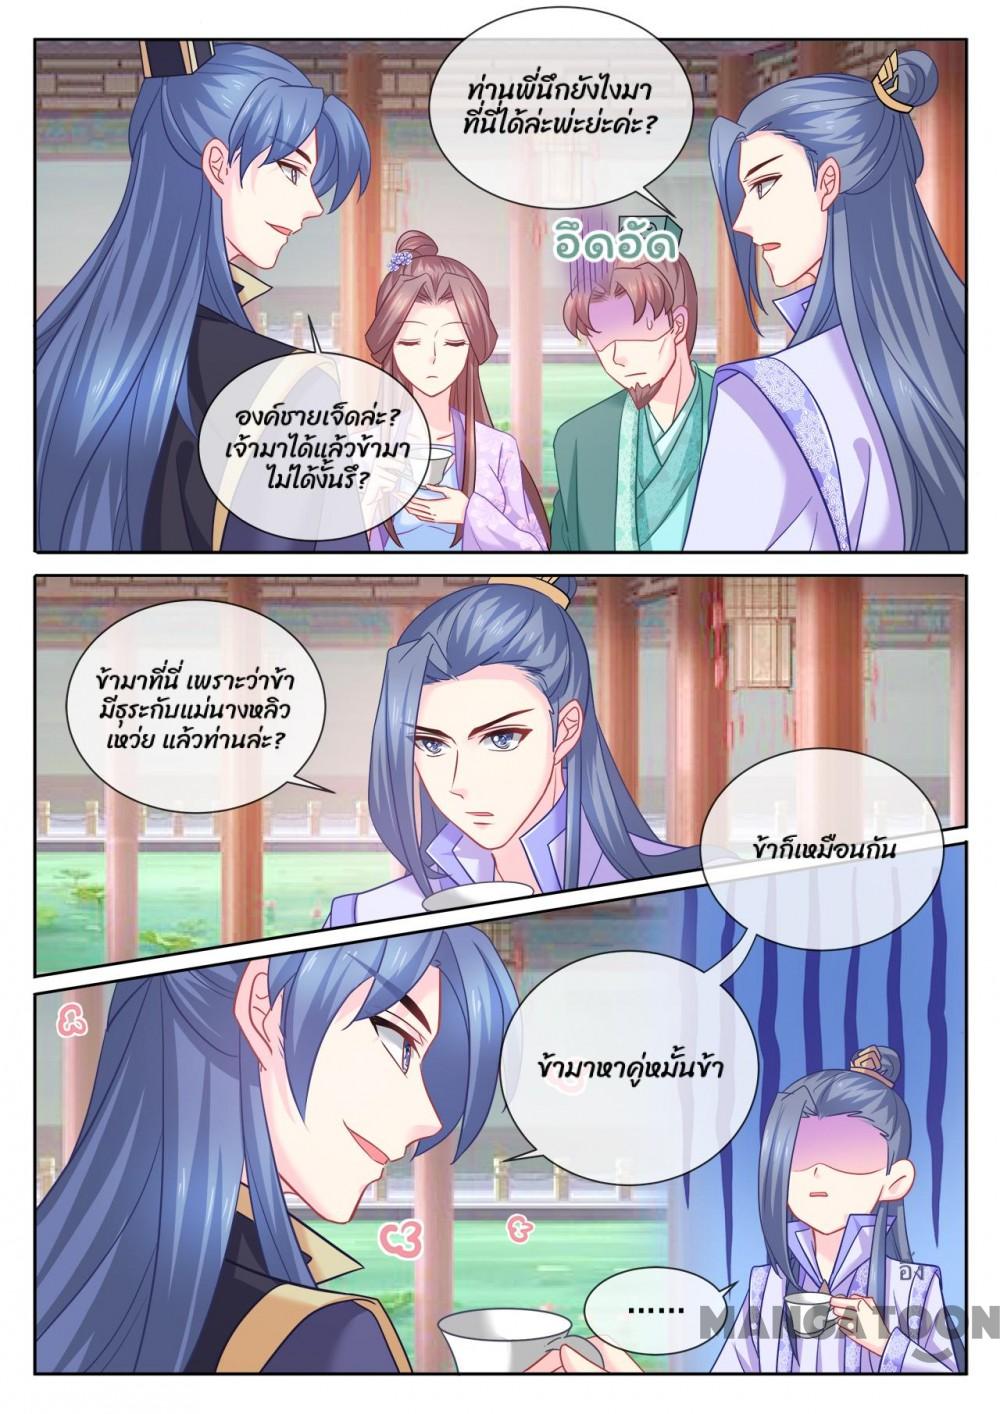 ท่านพี่นึกยังไงมา
ที่นี่ได้ล่ะพ่ะย่ะค่ะ?
อึดอัด
องค์ชายเจ็ดล่ะ?
เจ้ามาได้แล้วข้ามา
ไม่ได้งั้นรึ?
ข้ามาที่นี่ เพราะว่าข้า
มีธุระกับแม่นางหลิว
เหว่ย แล้วท่านล่ะ?
ข้าก็เหมือนกัน
ข้ามาหาคู่หมั้นข้า
อึ้ง
......
MANGATOON